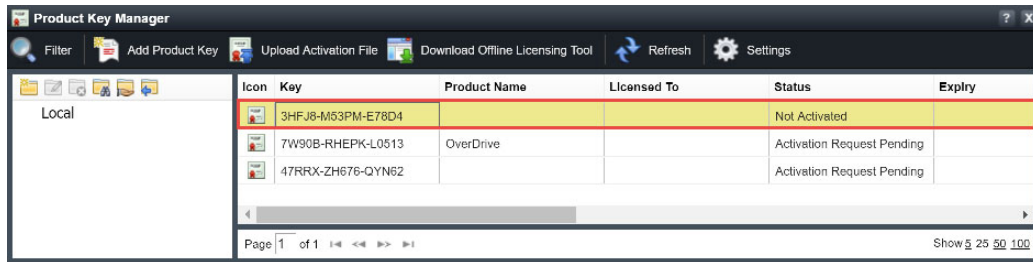 Product Key Manager ? X
Filter Add Product Key Upload Activation File Download Offline Licensing Tool Refresh Settings
Local
Icon Key Product Name Licensed To Status Expiry
3HFJ8-M53PM-E78D4 Not Activated
7W90B-RHEPK-L0513 OverDrive Activation Request Pending
47RRX-ZH676-QYN62 Activation Request Pending
Page 1 of 1 Show 5 25 50 100